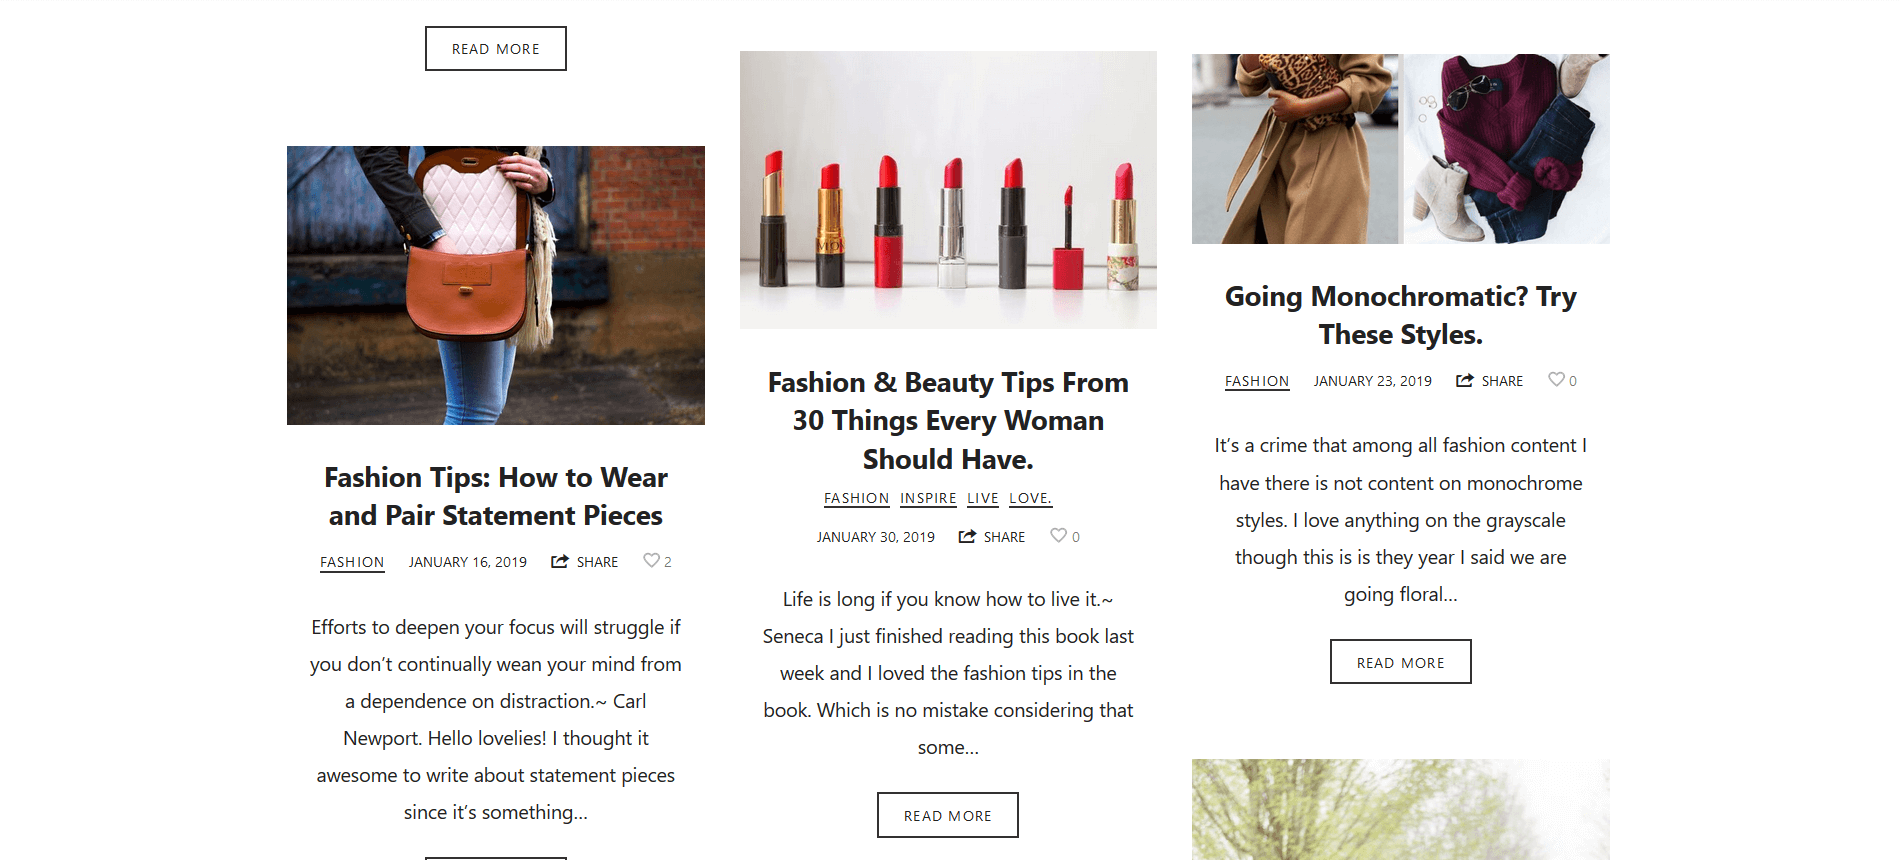 READ MORE
Fashion Tips: How to Wear
and Pair Statement Pieces
FASHION JANUARY 16, 2019 SHARE 2
Efforts to deepen your focus will struggle if
you don’t continually wean your mind from
a dependence on distraction.~ Carl
Newport. Hello lovelies! I thought it
awesome to write about statement pieces
since it’s something...
Fashion & Beauty Tips From
30 Things Every Woman
Should Have.
FASHION INSPIRE LIVE LOVE.
JANUARY 30, 2019 SHARE 0
Life is long if you know how to live it.~
Seneca I just finished reading this book last
week and I loved the fashion tips in the
book. Which is no mistake considering that
some...
READ MORE
Going Monochromatic? Try
These Styles.
FASHION JANUARY 23, 2019 SHARE 0
It’s a crime that among all fashion content I
have there is not content on monochrome
styles. I love anything on the grayscale
though this is is they year I said we are
going floral...
READ MORE